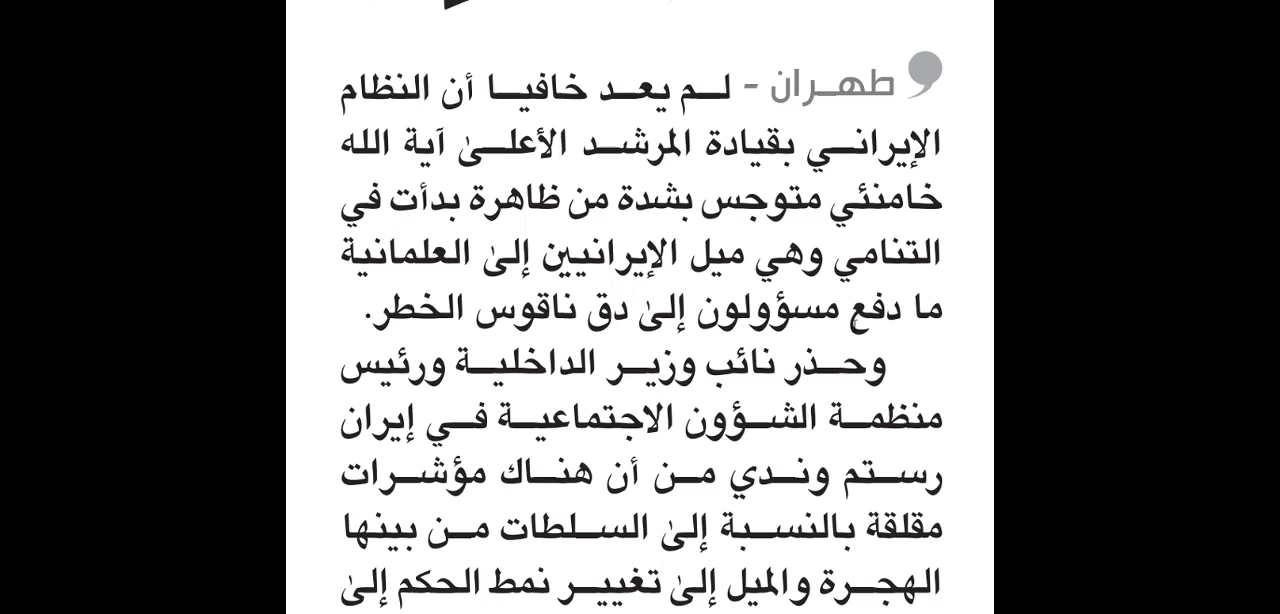 طهران - لم يعد خافيا أن النظام
الإيراني بقيادة المرشد الأعلى آية الله
خامنئي متوجس بشدة من ظاهرة بدأت في
التنامي وهي ميل الإيرانيين إلى العلمانية
ما دفع مسؤولون إلى دق ناقوس الخطر.
وحذر نائب وزير الداخلية ورئيس
منظمة الشؤون الاجتماعية في إيران
رستم وندي من أن هناك مؤشرات
مقلقة بالنسبة إلى السلطات من بينها
الهجرة والميل إلى تغيير نمط الحكم إلى